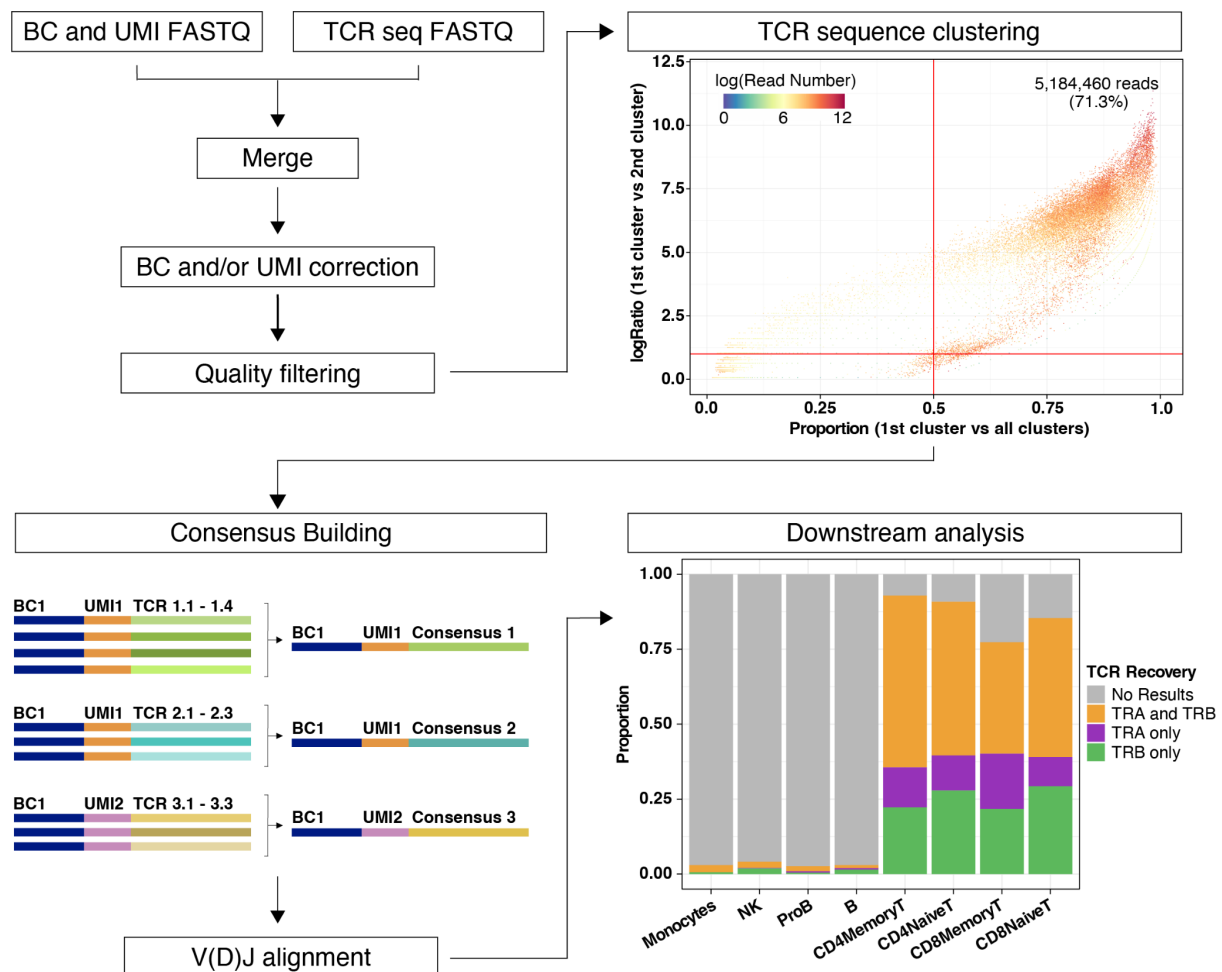 BC and UMI FASTQ
TCR seq FASTQ
Merge
BC and/or UMI correction
Quality filtering
TCR sequence clustering
12.5
10.0
7.5
5.0
2.5
0.0
logRatio (1st cluster vs 2nd cluster)
log(Read Number)
0 6 12
5,184,460 reads
(71.3%)
0.0 0.25 0.5 0.75 1.0
Proportion (1st cluster vs all clusters)
Consensus Building
BC1 UMI1 TCR 1.1 - 1.4
BC1 UMI1 Consensus 1
BC1 UMI1 TCR 2.1 - 2.3
BC1 UMI1 Consensus 2
BC1 UMI2 TCR 3.1 - 3.3
BC1 UMI2 Consensus 3
V(D)J alignment
Downstream analysis
1.00
0.75
0.50
0.25
0.00
Proportion
Monocytes
NK
ProB
B
CD4MemoryT
CD4NaiveT
CD8MemoryT
CD8NaiveT
TCR Recovery
No Results
TRA and TRB
TRA only
TRB only